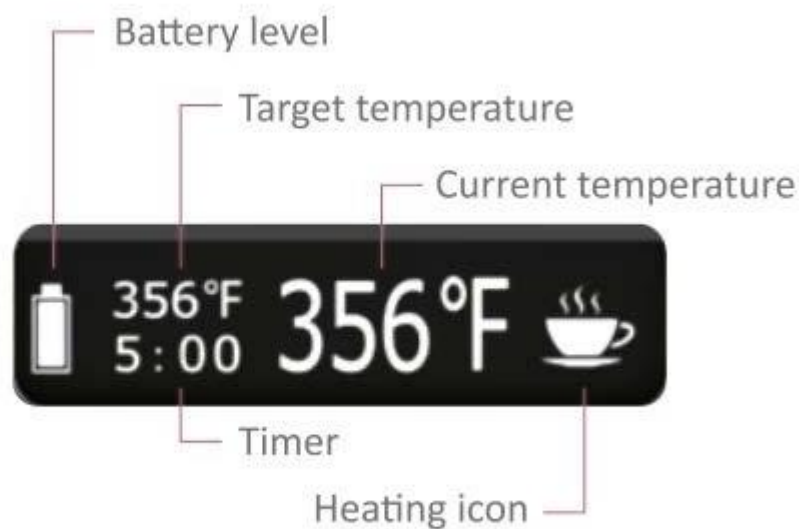 Battery level
Target temperature
Current temperature
356°F
5:00
356°F
Timer
Heating icon